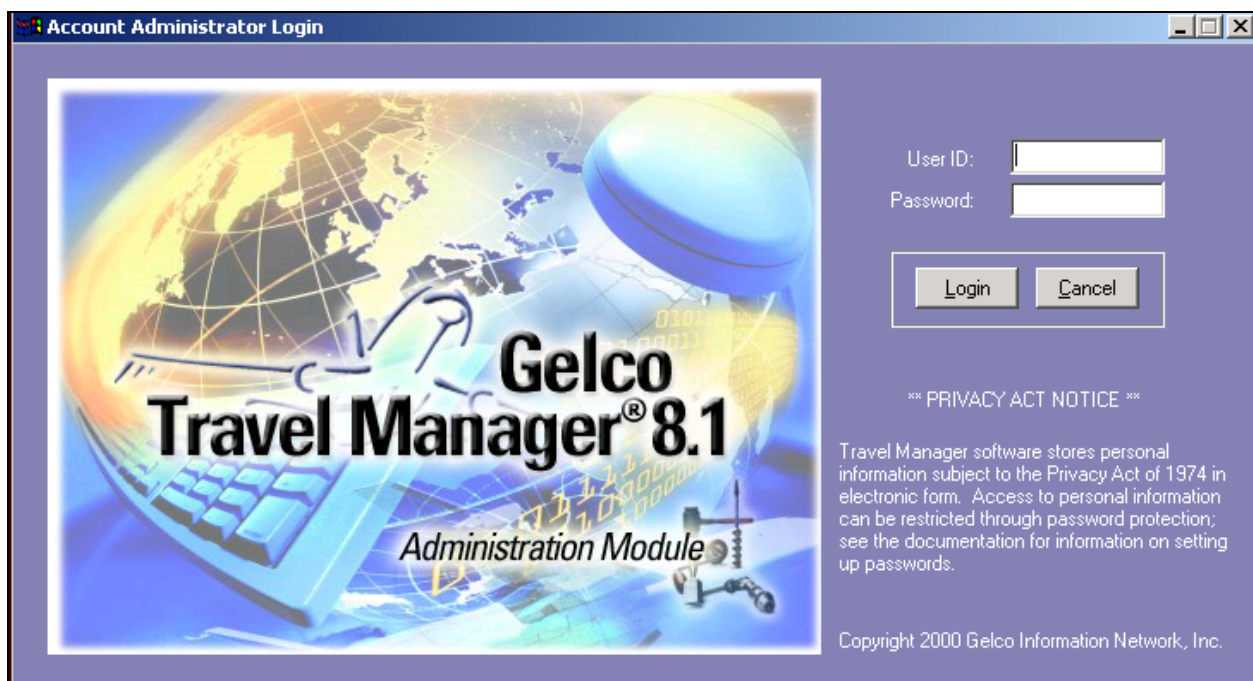 Account Administrator Login
User ID:
Password:
Login
Cancel
Gelco
Travel Manager® 8.1
Administration Module
** PRIVACY ACT NOTICE **
Travel Manager software stores personal
information subject to the Privacy Act of 1974 in
electronic form.  Access to personal information
can be restricted through password protection;
see the documentation for information on setting
up passwords.
Copyright 2000 Gelco Information Network, Inc.